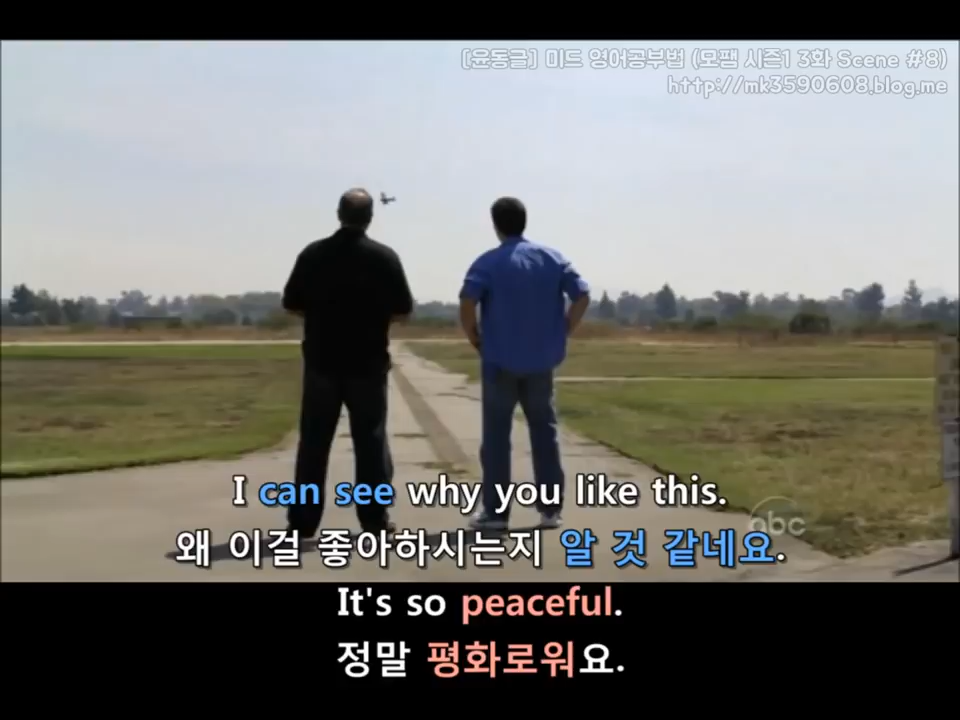 [윤동글] 미드 영어공부법 (모팸 시즌1 3화 Scene #8)
http://mk3590608.blog.me
I can see why you like this.
abc
왜 이걸 좋아하시는지 알 것 같네요.
It's so peaceful.
정말 평화로워요.